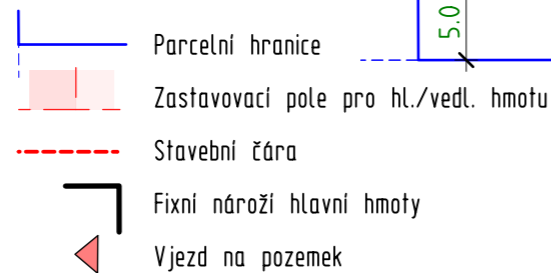 5.0
Parcelní hranice
Zastavovací pole pro hl./vedl. hmotu
Stavební čára
Fixní nároží hlavní hmoty
Vjezd na pozemek